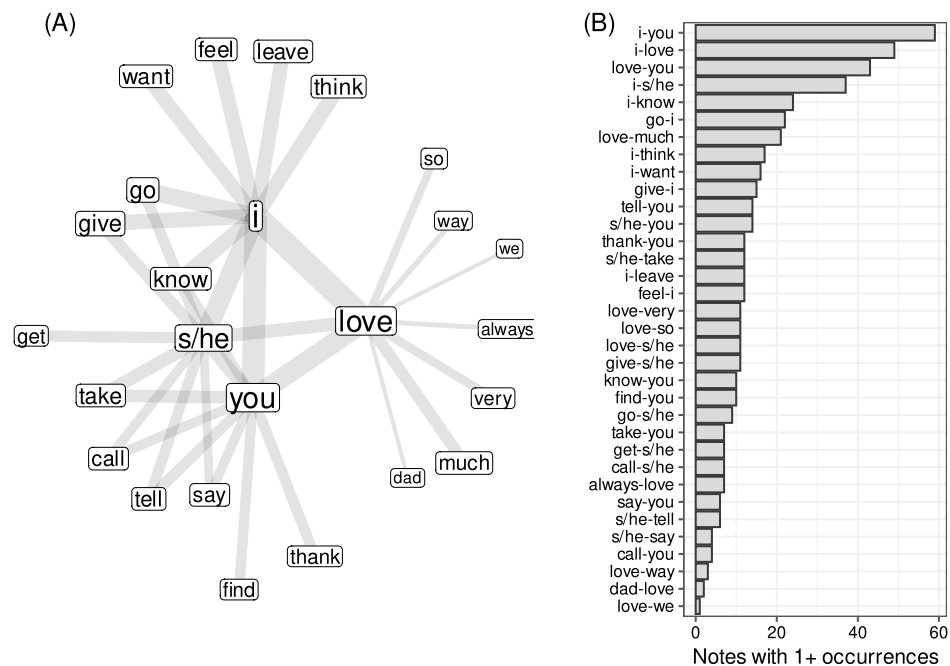 (A)
feel
leave
want
think
so
go
way
give
i
we
know
love
always
get
s/he
take
you
very
call
much
dad
tell
say
thank
find
(B)
i-you
i-love
love-you
i-s/he
i-know
go-i
love-much
i-think
i-want
give-i
tell-you
s/he-you
thank-you
s/he-take
i-leave
feel-i
love-very
love-so
love-s/he
give-s/he
know-you
find-you
go-s/he
take-you
get-s/he
call-s/he
always-love
say-you
s/he-tell
s/he-say
call-you
love-way
dad-love
love-we
0 20 40 60
Notes with 1+ occurrences